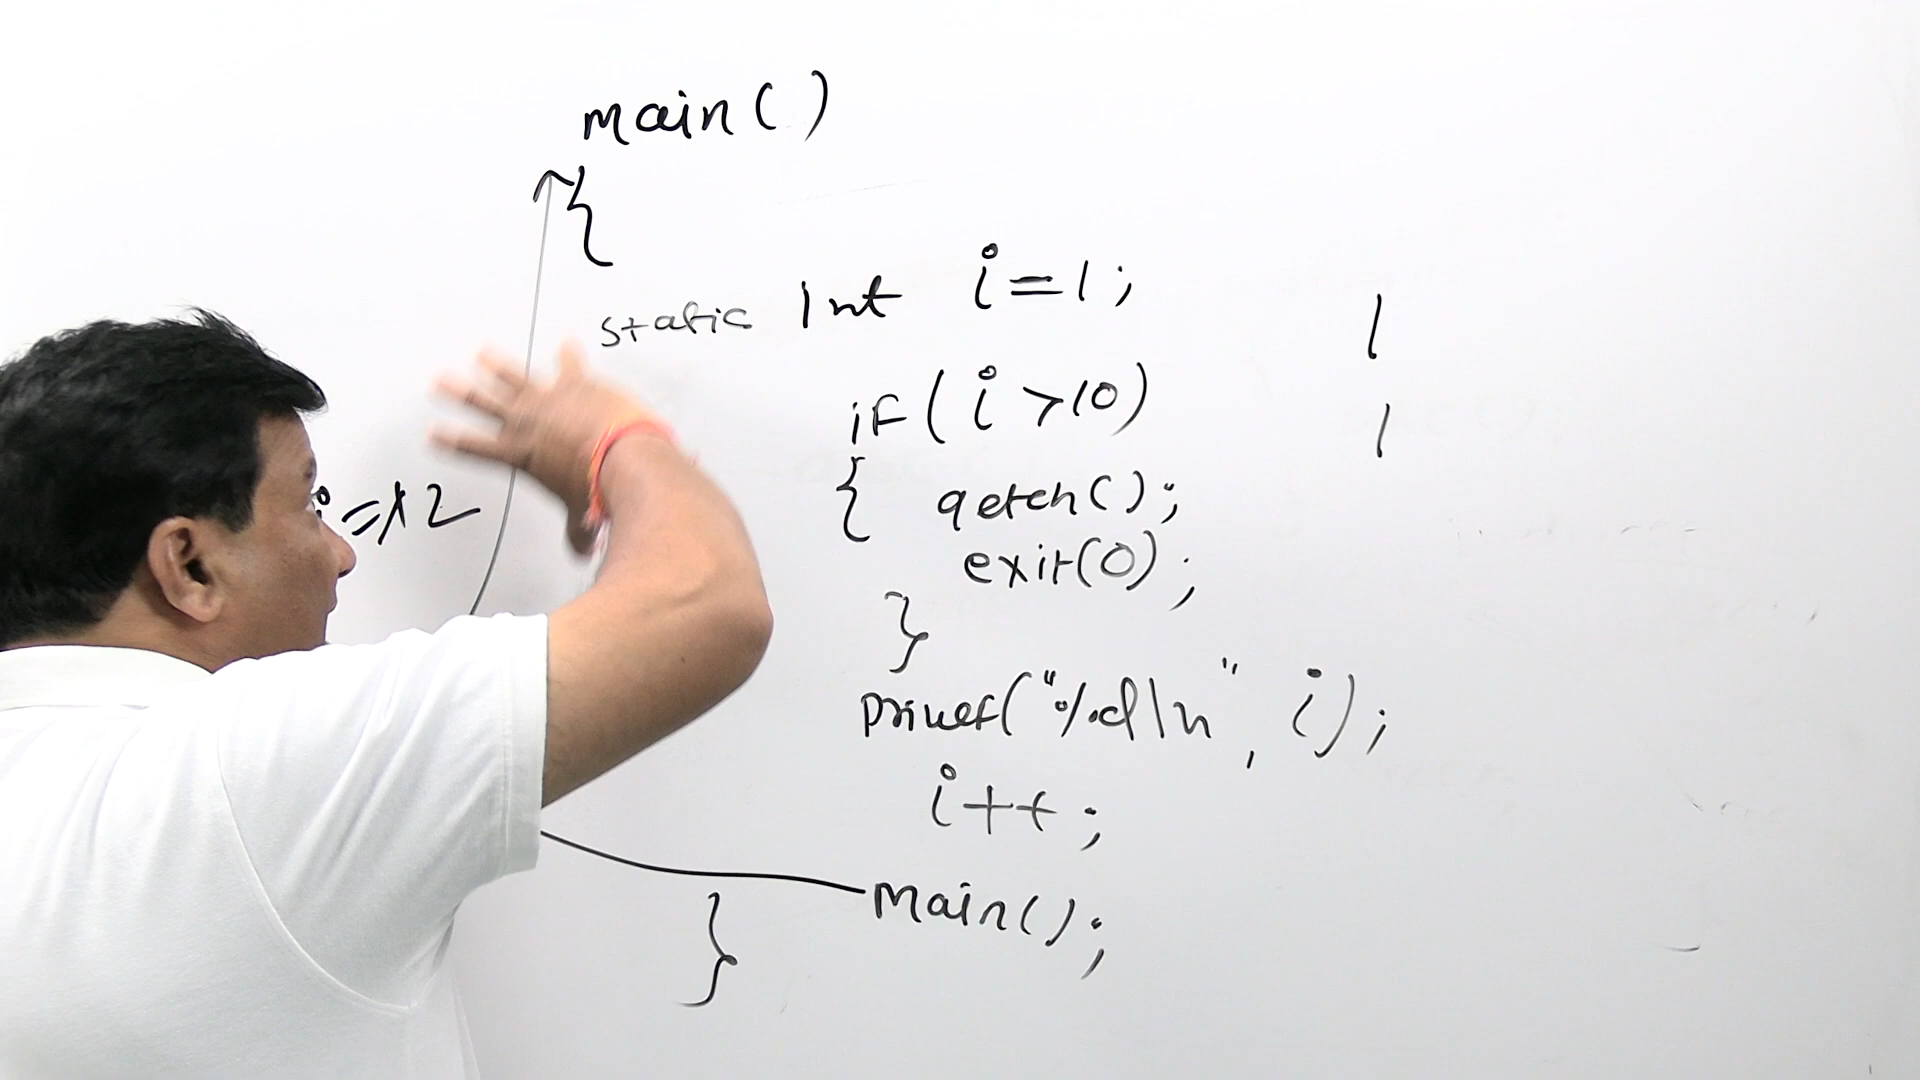 main()
{
static int i=1;
1
if(i>10)
1
{ getch();
i=12
exit(0);
}
printf("%d\n", i);
i++;
main();
}